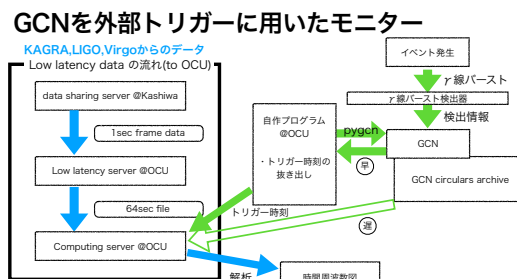 GCNを外部トリガーに用いたモニター
KAGRA,LIGO,Virgoからのデータ
Low latency data の流れ(to OCU)
data sharing server @Kashiwa
1sec frame data
Low latency server @OCU
64sec file
Computing server @OCU
自作プログラム
@OCU
・トリガー時刻の
抜き出し
トリガー時刻
pygcn
早
遅
イベント発生
γ線バースト
γ線バースト検出器
検出情報
GCN
GCN circulars archive
解析
時間周波数図